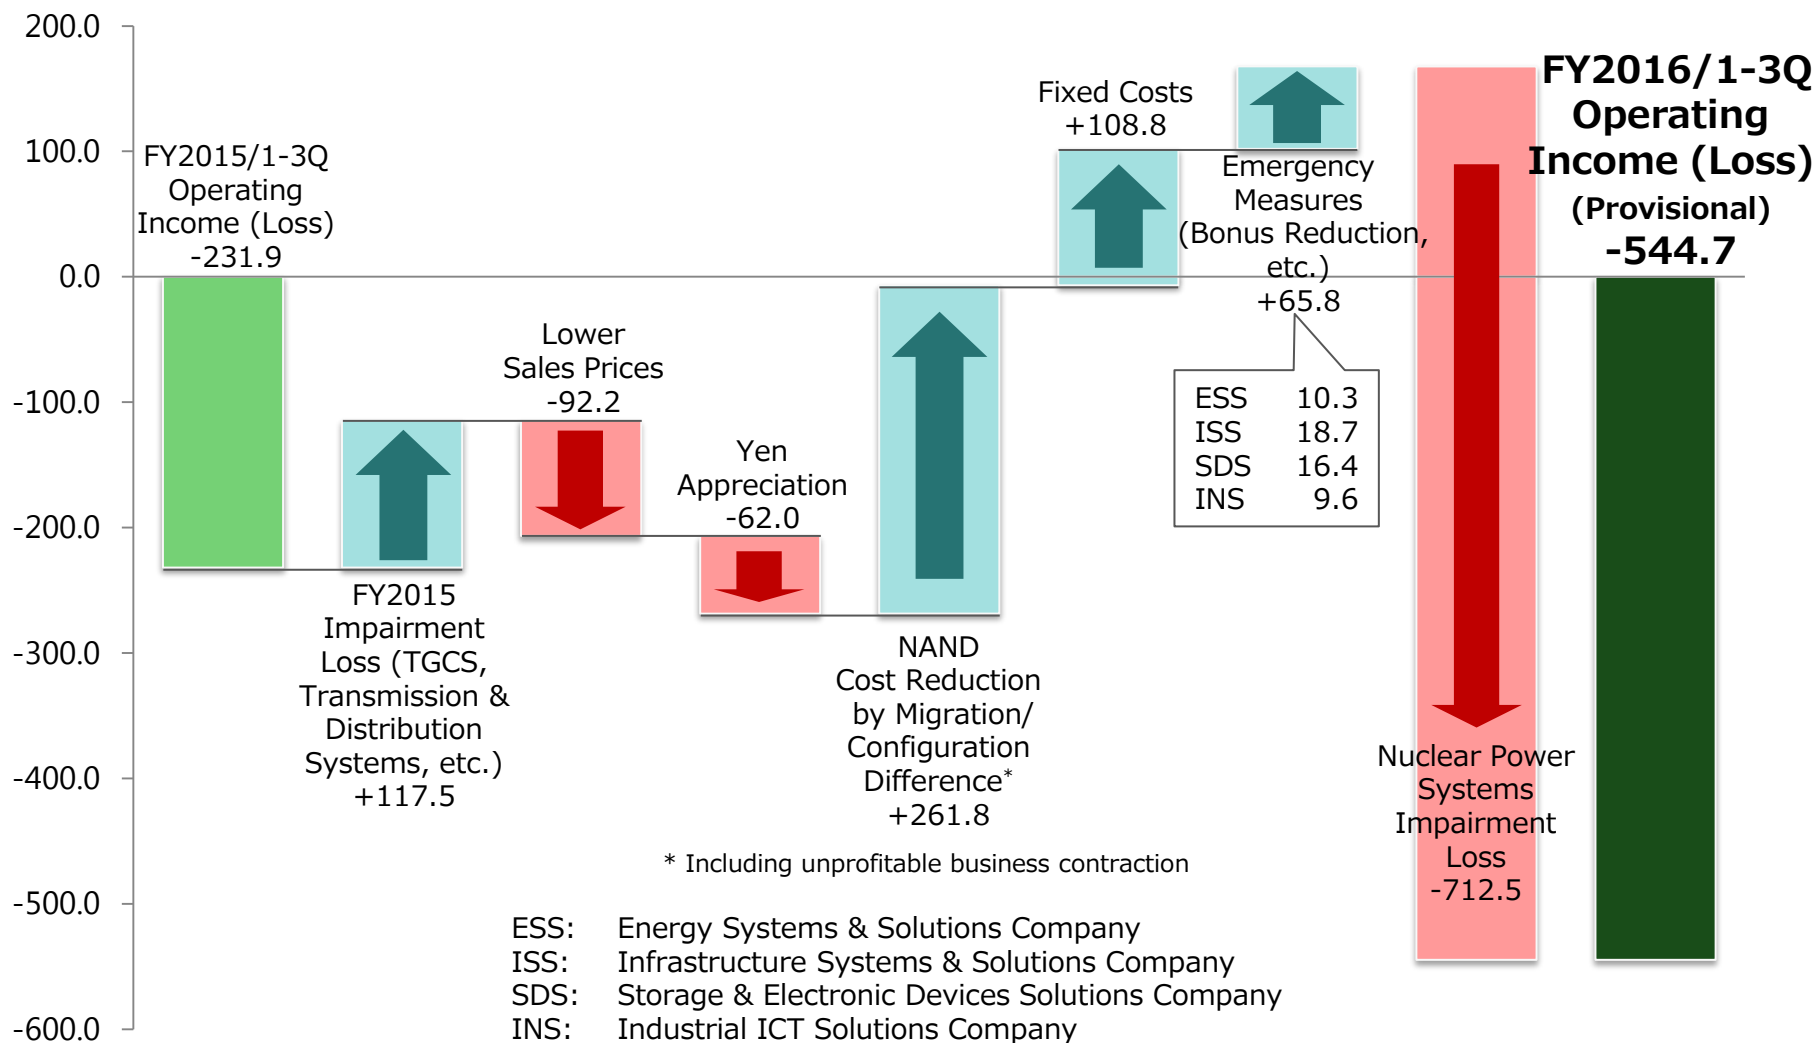 200.0
100.0
0.0
-100.0
-200.0
-300.0
-400.0
-500.0
-600.0
FY2015/1-3Q
Operating
Income (Loss)
-231.9
FY2015
Impairment
Loss (TGCS,
Transmission &
Distribution
Systems, etc.)
+117.5
Lower
Sales Prices
-92.2
Yen
Appreciation
-62.0
NAND
Cost Reduction
by Migration/
Configuration
Difference*
+261.8
Fixed Costs
+108.8
Emergency
Measures
(Bonus Reduction,
etc.)
+65.8
ESS 10.3
ISS 18.7
SDS 16.4
INS 9.6
Nuclear Power
Systems
Impairment
Loss
-712.5
FY2016/1-3Q
Operating
Income (Loss)
(Provisional)
-544.7
* Including unprofitable business contraction
ESS: Energy Systems & Solutions Company
ISS: Infrastructure Systems & Solutions Company
SDS: Storage & Electronic Devices Solutions Company
INS: Industrial ICT Solutions Company